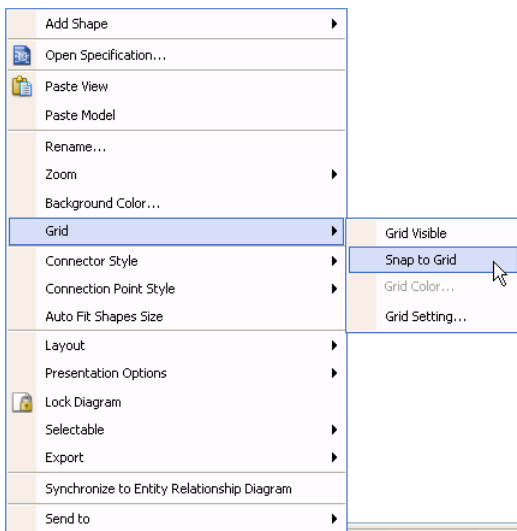 Add Shape
Open Specification...
Paste View
Paste Model
Rename...
Zoom
Background Color...
Grid
Grid Visible
Connector Style
Snap to Grid
Connection Point Style
Grid Color...
Auto Fit Shapes Size
Grid Setting...
Layout
Presentation Options
Lock Diagram
Selectable
Export
Synchronize to Entity Relationship Diagram
Send to